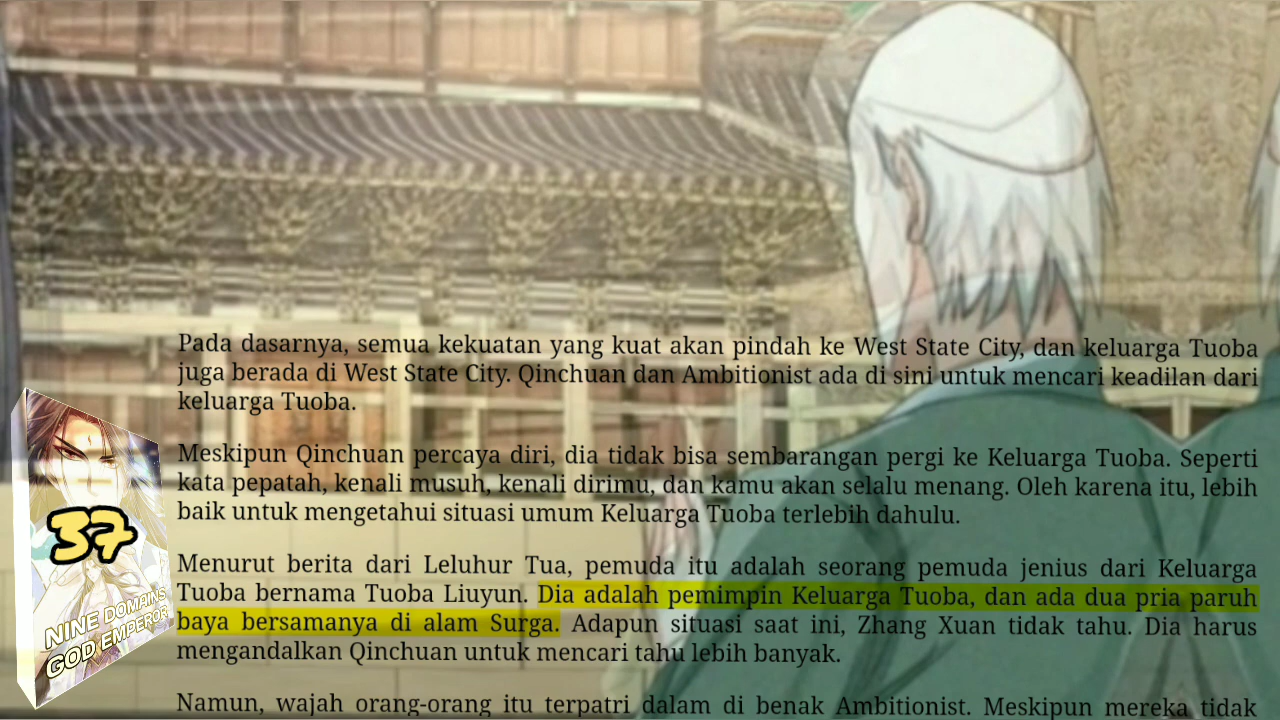 Pada dasarnya, semua kekuatan yang kuat akan pindah ke West State City, dan keluarga Tuoba
juga berada di West State City. Qinchuan dan Ambitionist ada di sini untuk mencari keadilan dari
keluarga Tuoba.
Meskipun Qinchuan percaya diri, dia tidak bisa sembarangan pergi ke Keluarga Tuoba. Seperti
kata pepatah, kenali musuh, kenali dirimu, dan kamu akan selalu menang. Oleh karena itu, lebih
baik untuk mengetahui situasi umum Keluarga Tuoba terlebih dahulu.
Menurut berita dari Leluhur Tua, pemuda itu adalah seorang pemuda jenius dari Keluarga
Tuoba bernama Tuoba Liuyun. Dia adalah pemimpin Keluarga Tuoba, dan ada dua pria paruh
baya bersamanya di alam Surga. Adapun situasi saat ini, Zhang Xuan tidak tahu. Dia harus
mengandalkan Qinchuan untuk mencari tahu lebih banyak.
Namun, wajah orang-orang itu terpatri dalam di benak Ambitionist. Meskipun mereka tidak
37
NINE DOMAINS
GOD EMPEROR